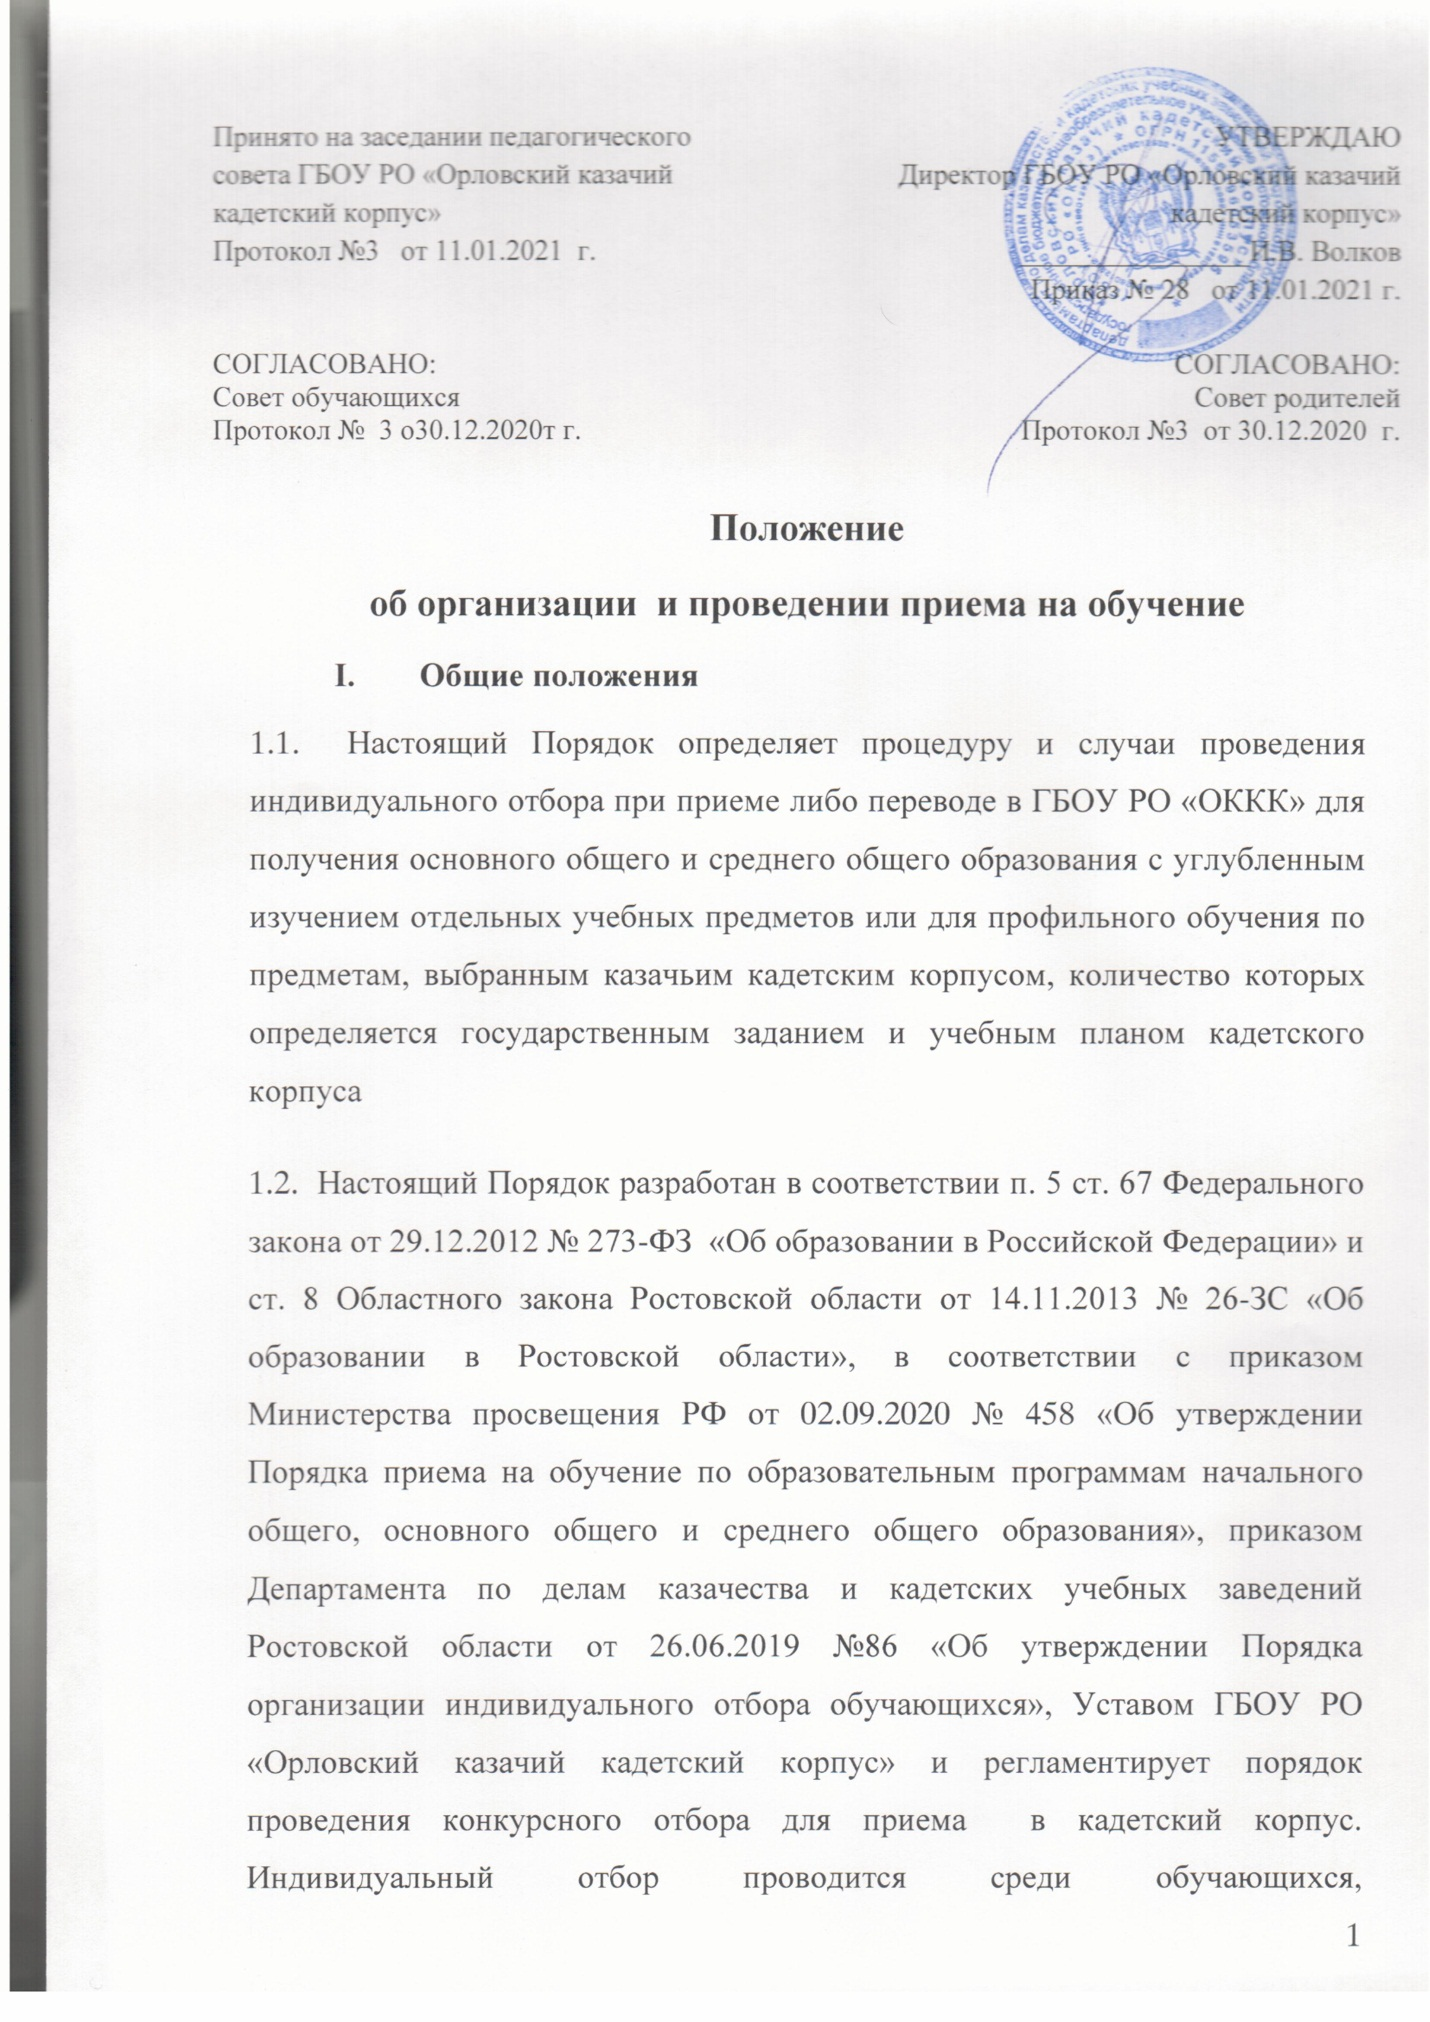 Принято на заседании педагогического
совета ГБОУ РО «Орловский казачий
кадетский корпус»
Протокол №3 от 11.01.2021 г.
УТВЕРЖДАЮ
Директор ГБОУ РО «Орловский казачий
кадетский корпус»
И.В. Волков
Приказ № 28 от 11.01.2021 г.
СОГЛАСОВАНО:
Совет обучающихся
Протокол № 3 о30.12.2020т г.
СОГЛАСОВАНО:
Совет родителей
Протокол №3 от 30.12.2020 г.
Положение
об организации и проведении приема на обучение
I. Общие положения
1.1. Настоящий Порядок определяет процедуру и случаи проведения
индивидуального отбора при приеме либо переводе в ГБОУ РО «ОККК» для
получения основного общего и среднего общего образования с углубленным
изучением отдельных учебных предметов или для профильного обучения по
предметам, выбранным казачьим кадетским корпусом, количество которых
определяется государственным заданием и учебным планом кадетского
корпуса
1.2. Настоящий Порядок разработан в соответствии п. 5 ст. 67 Федерального
закона от 29.12.2012 № 273-ФЗ «Об образовании в Российской Федерации» и
ст. 8 Областного закона Ростовской области от 14.11.2013 № 26-ЗС «Об
образовании в Ростовской области», в соответствии с приказом
Министерства просвещения РФ от 02.09.2020 № 458 «Об утверждении
Порядка приема на обучение по образовательным программам начального
общего, основного общего и среднего общего образования», приказом
Департамента по делам казачества и кадетских учебных заведений
Ростовской области от 26.06.2019 №86 «Об утверждении Порядка
организации индивидуального отбора обучающихся», Уставом ГБОУ РО
«Орловский казачий кадетский корпус» и регламентирует порядок
проведения конкурсного отбора для приема в кадетский корпус.
Индивидуальный отбор проводится среди обучающихся,
1